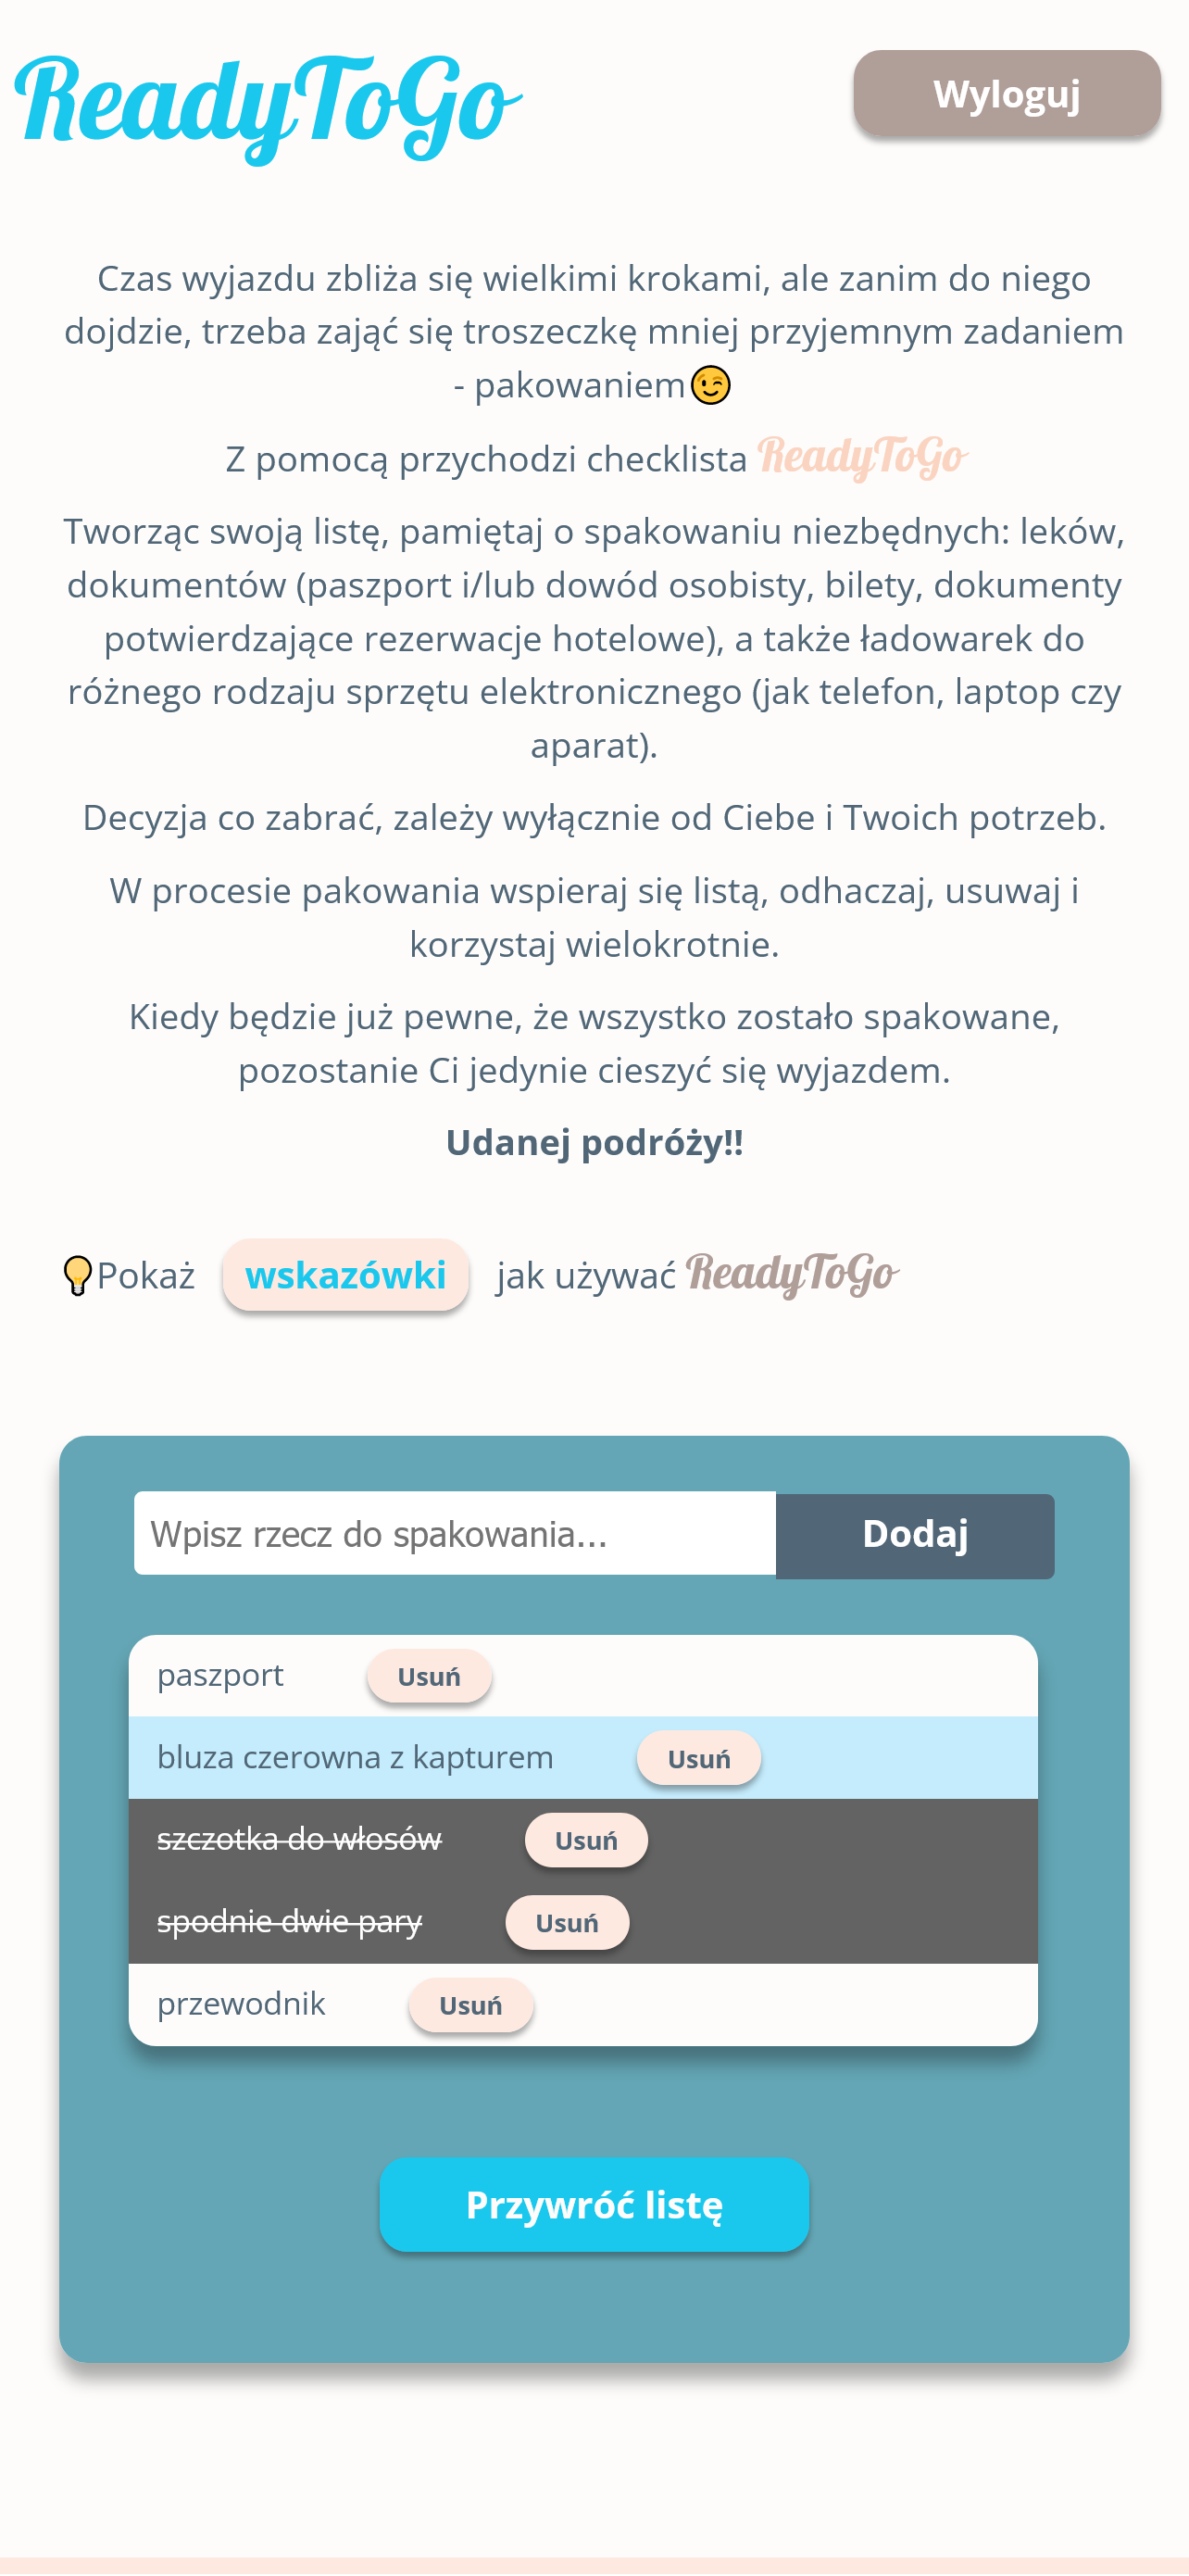 ReadyToGo
Wyloguj
Czas wyjazdu zbliża się wielkimi krokami, ale zanim do niego
dojdzie, trzeba zająć się troszeczkę mniej przyjemnym zadaniem
- pakowaniem😉
Z pomocą przychodzi checklista ReadyToGo
Tworząc swoją listę, pamiętaj o spakowaniu niezbędnych: leków,
dokumentów (paszport i/lub dowód osobisty, bilety, dokumenty
potwierdzające rezerwacje hotelowe), a także ładowarek do
różnego rodzaju sprzętu elektronicznego (jak telefon, laptop czy
aparat).
Decyzja co zabrać, zależy wyłącznie od Ciebe i Twoich potrzeb.
W procesie pakowania wspieraj się listą, odhaczaj, usuwaj i
korzystaj wielokrotnie.
Kiedy będzie już pewne, że wszystko zostało spakowane,
pozostanie Ci jedynie cieszyć się wyjazdem.
Udanej podróży!!
💡Pokaż wskazówki jak używać ReadyToGo
Wpisz rzecz do spakowania... Dodaj
paszport Usuń
bluza czerowna z kapturem Usuń
szczotka do włosów Usuń
spodnie dwie pary Usuń
przewodnik Usuń
Przywróć listę